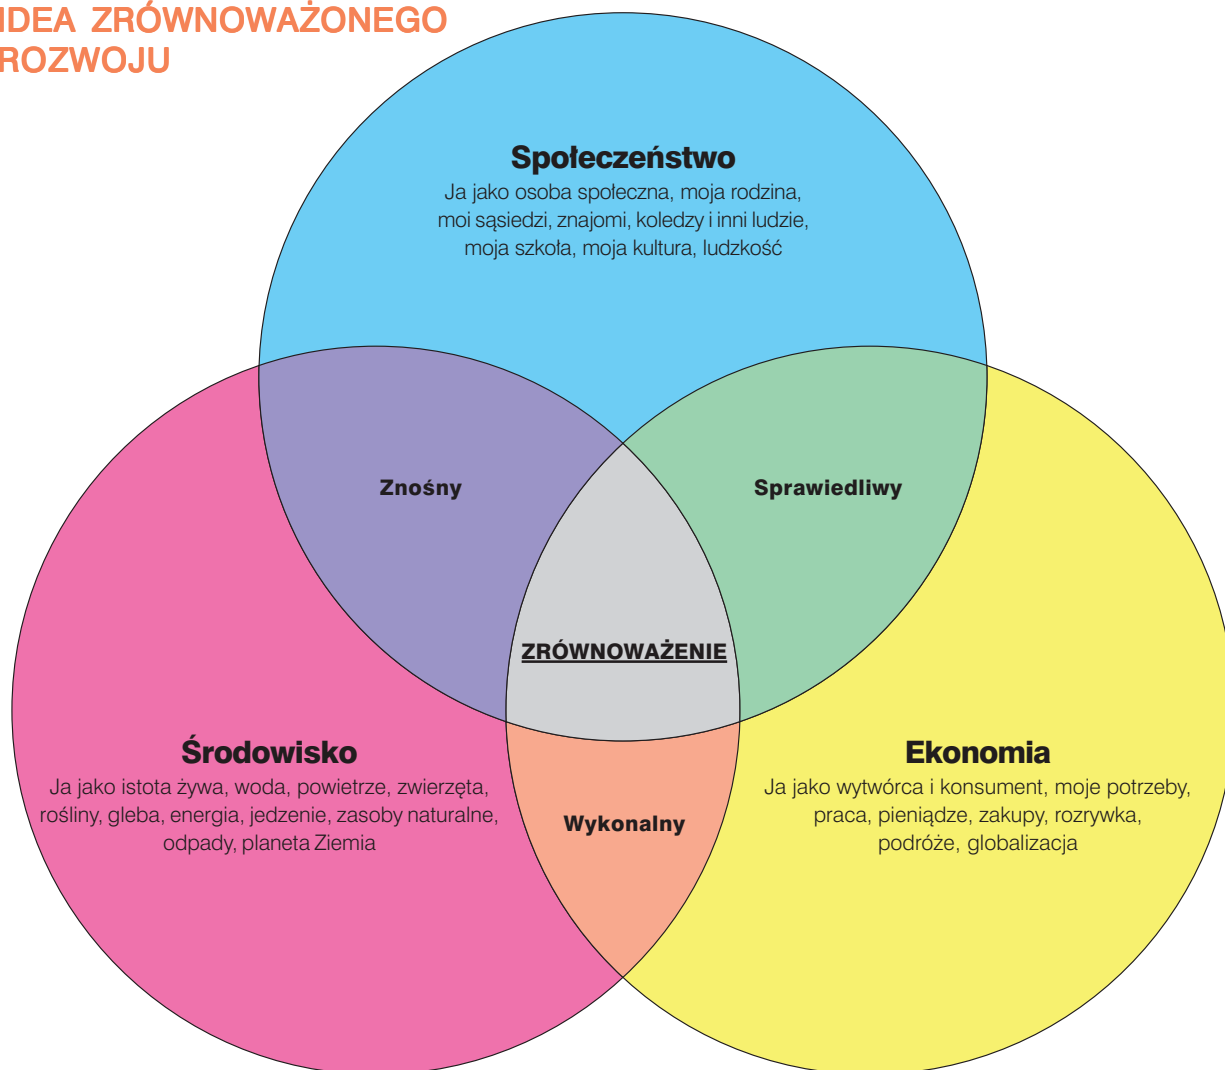 IDEA ZRÓWNOWAŻONEGO
ROZWOJU
Społeczeństwo
Ja jako osoba społeczna, moja rodzina,
moi sąsiedzi, znajomi, koledzy i inni ludzie,
moja szkoła, moja kultura, ludzkość
Znośny
Sprawiedliwy
ZRÓWNOWAŻENIE
Środowisko
Ja jako istota żywa, woda, powietrze, zwierzęta,
rośliny, gleba, energia, jedzenie, zasoby naturalne,
odpady, planeta Ziemia
Wykonalny
Ekonomia
Ja jako wytwórca i konsument, moje potrzeby,
praca, pieniądze, zakupy, rozrywka,
podróże, globalizacja